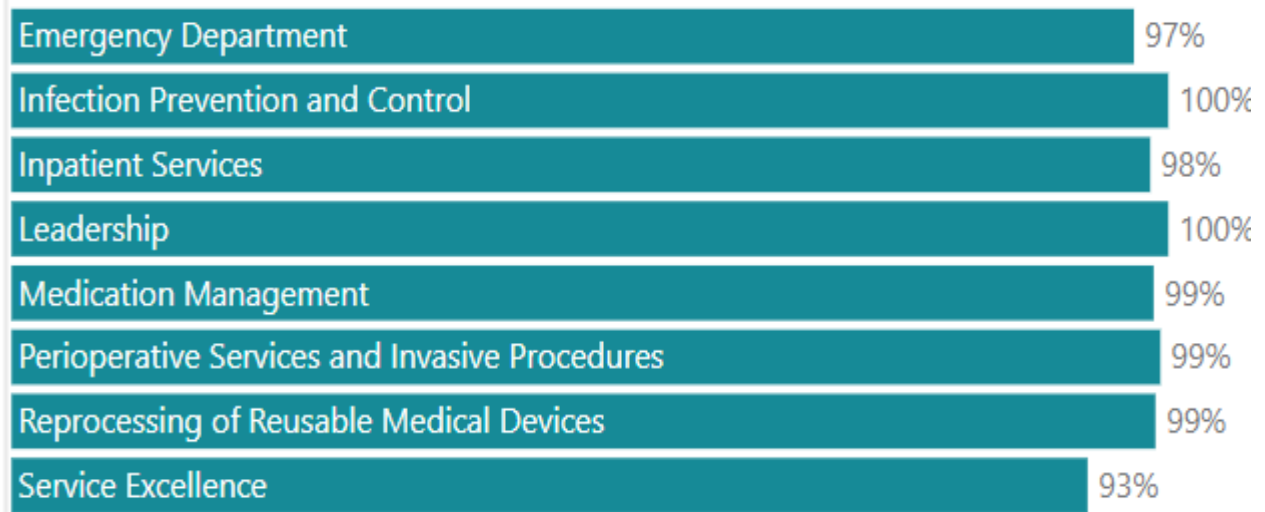 Emergency Department 97%
Infection Prevention and Control 100%
Inpatient Services 98%
Leadership 100%
Medication Management 99%
Perioperative Services and Invasive Procedures 99%
Reprocessing of Reusable Medical Devices 99%
Service Excellence 93%